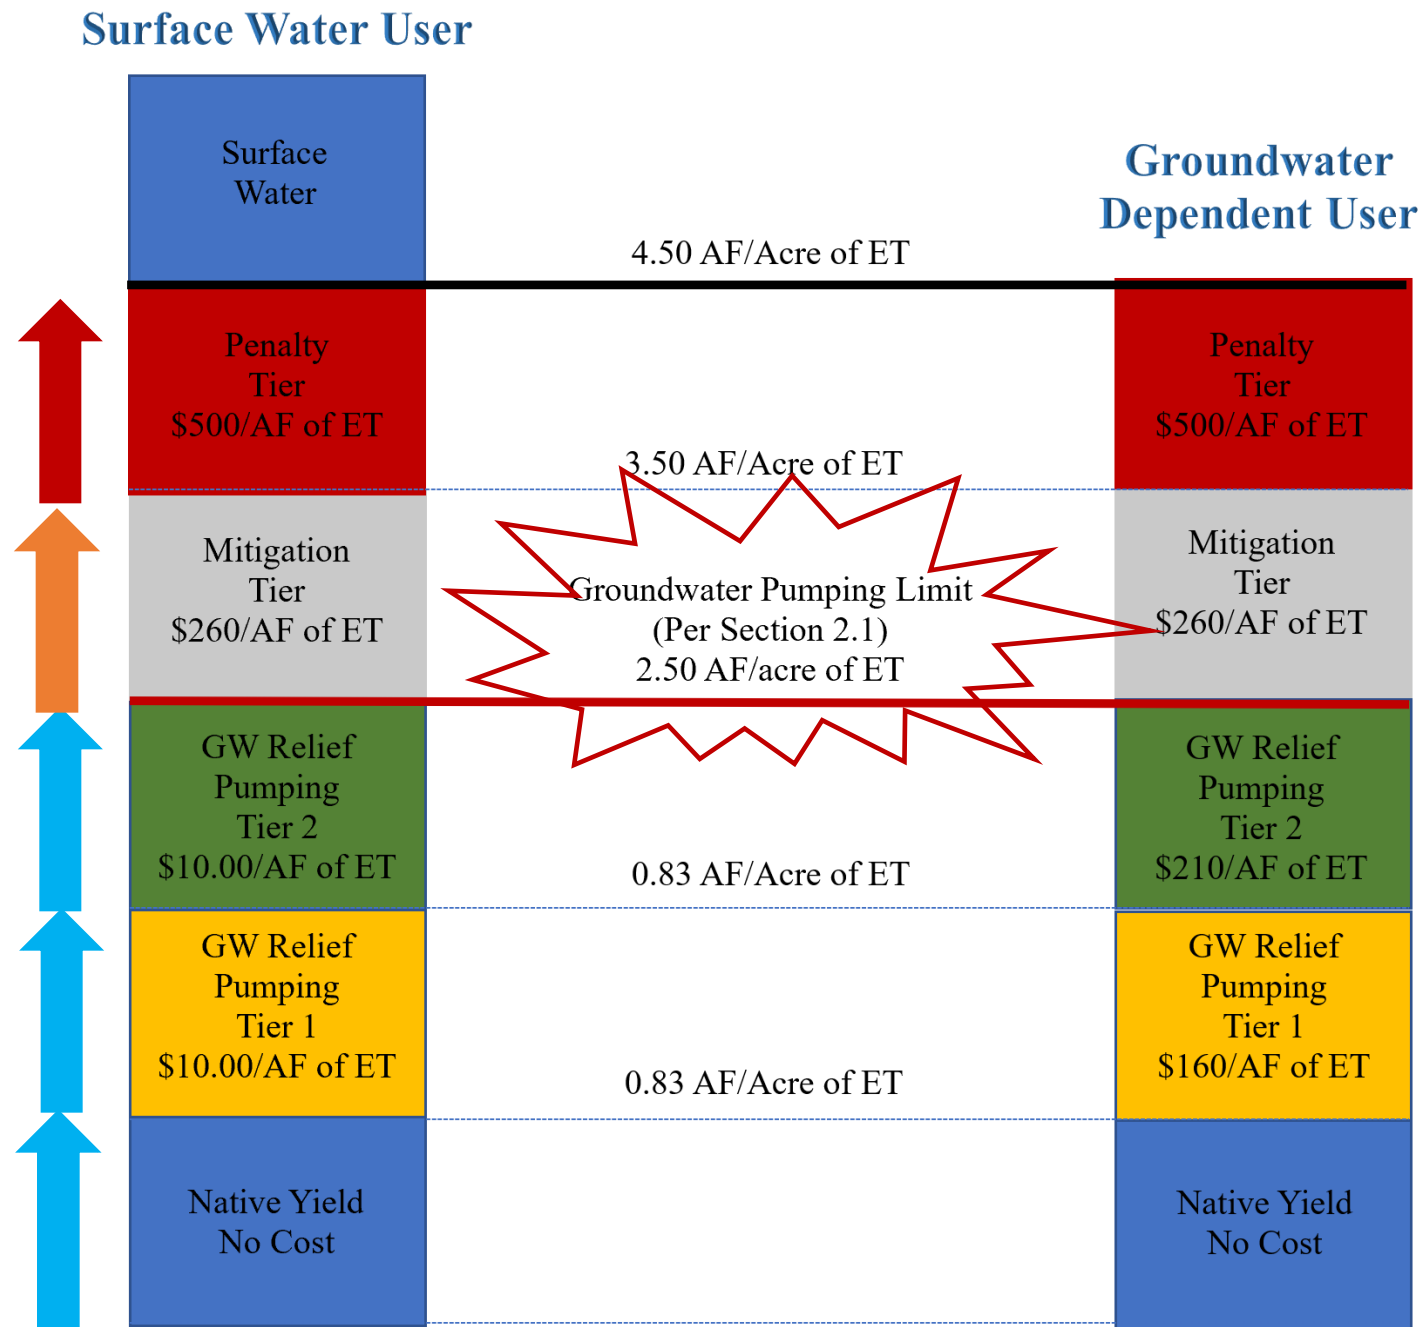 Surface Water User
Surface
Water
Groundwater
Dependent User
4.50 AF/Acre of ET
Penalty
Tier
$500/AF of ET
Penalty
Tier
$500/AF of ET
3.50 AF/Acre of ET
Mitigation
Tier
$260/AF of ET
Groundwater Pumping Limit
(Per Section 2.1)
2.50 AF/acre of ET
Mitigation
Tier
$260/AF of ET
GW Relief
Pumping
Tier 2
$10.00/AF of ET
GW Relief
Pumping
Tier 2
$210/AF of ET
0.83 AF/Acre of ET
GW Relief
Pumping
Tier 1
$10.00/AF of ET
GW Relief
Pumping
Tier 1
$160/AF of ET
0.83 AF/Acre of ET
Native Yield
No Cost
Native Yield
No Cost